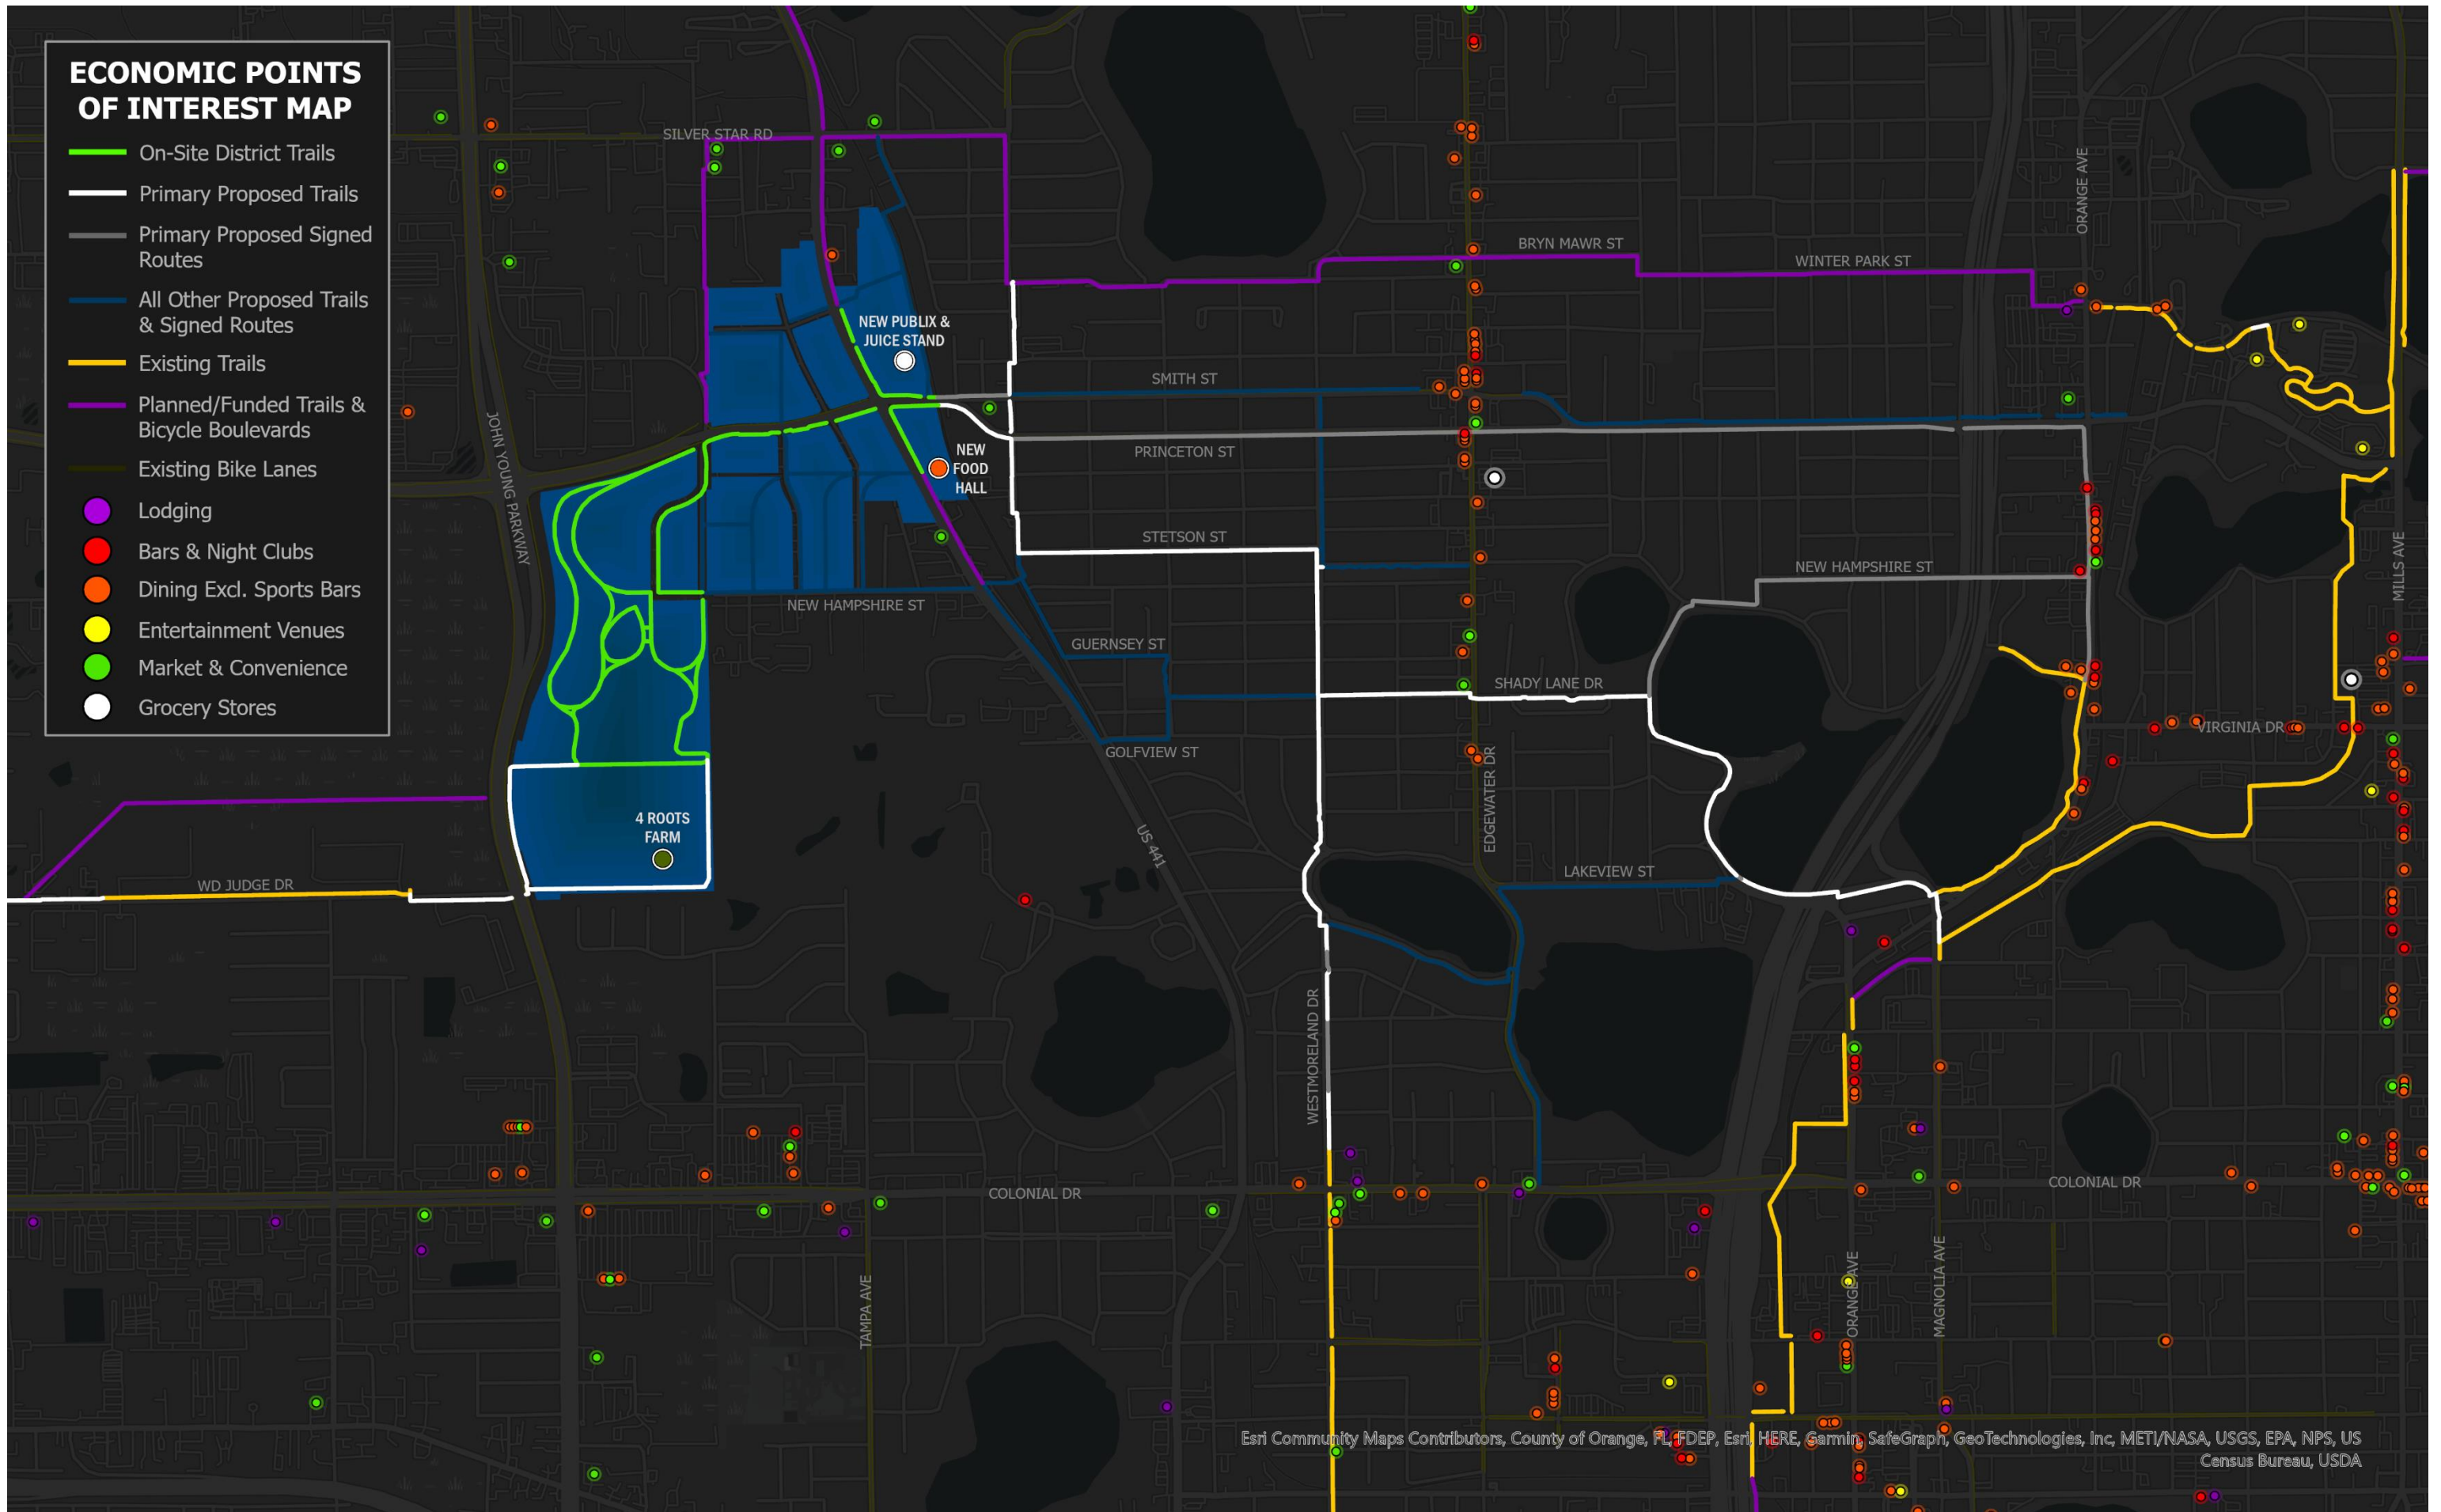 ECONOMIC POINTS
OF INTEREST MAP
On-Site District Trails
Primary Proposed Trails
Primary Proposed Signed
Routes
All Other Proposed Trails
& Signed Routes
Existing Trails
Planned/Funded Trails &
Bicycle Boulevards
Existing Bike Lanes
Lodging
Bars & Night Clubs
Dining Excl. Sports Bars
Entertainment Venues
Market & Convenience
Grocery Stores
SILVER STAR RD
ORANGE AVE
BRYN MAWR ST
WINTER PARK ST
NEW PUBLIX &
JUICE STAND
SMITH ST
JOHN YOUNG PARKWAY
PRINCETON ST
NEW
FOOD
HALL
STETSON ST
MILLS AVE
NEW HAMPSHIRE ST
NEW HAMPSHIRE ST
GUERNSEY ST
SHADY LANE DR
VIRGINIA DR
GOLFVIEW ST
EDGEWATER DR
4 ROOTS
FARM
US 441
LAKEVIEW ST
WD JUDGE DR
WESTMORELAND DR
COLONIAL DR
COLONIAL DR
TAMPA AVE
ORANGE AVE
MAGNOLIA AVE
Esri Community Maps Contributors, County of Orange, FL, FDEP, Esri, HERE, Garmin, SafeGraph, GeoTechnologies, Inc, METI/NASA, USGS, EPA, NPS, US
Census Bureau, USDA